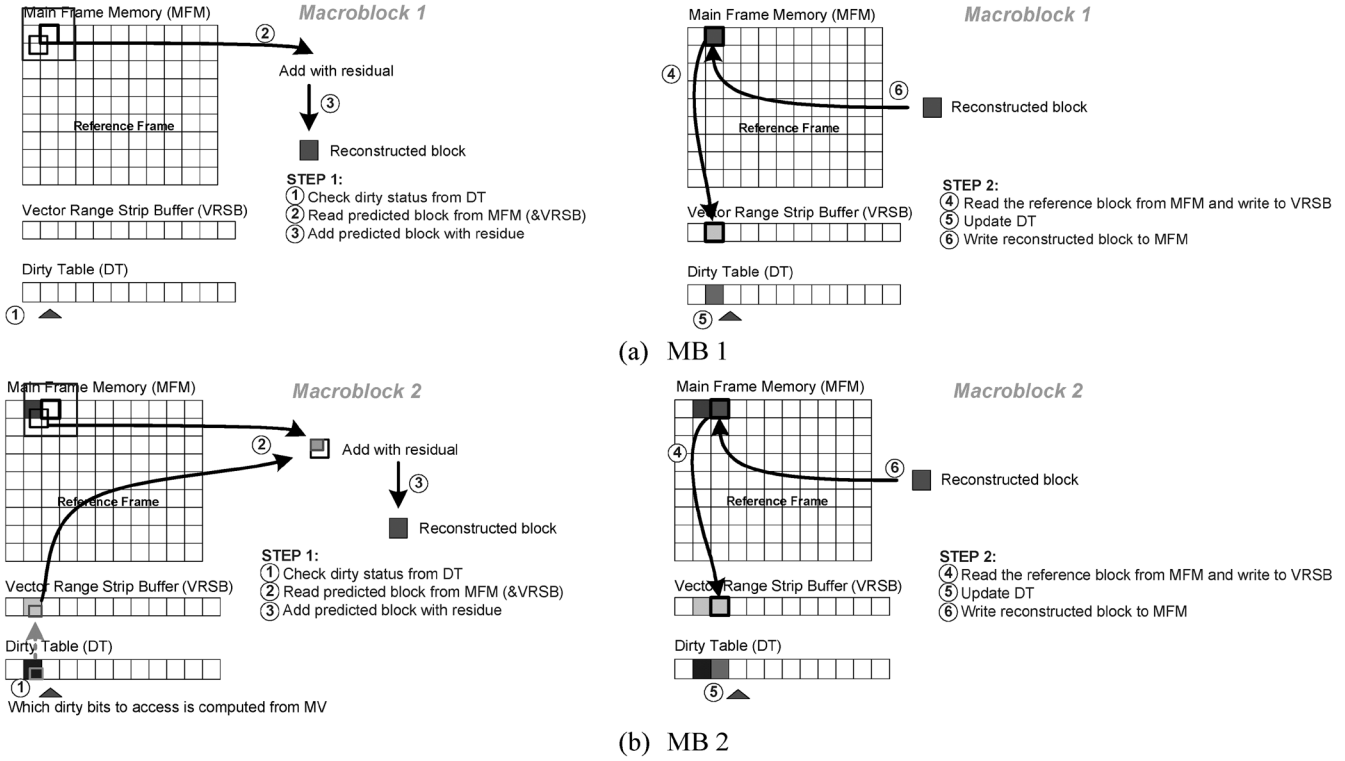 Main Frame Memory (MFM)
Macroblock 1
②
Add with residual
③
Reference Frame
Reconstructed block
STEP 1:
① Check dirty status from DT
② Read predicted block from MFM (&VRSB)
③ Add predicted block with residue
Vector Range Strip Buffer (VRSB)
Dirty Table (DT)
①
Main Frame Memory (MFM)
Macroblock 1
④
⑥
Reconstructed block
Reference Frame
STEP 2:
④ Read the reference block from MFM and write to VRSB
⑤ Update DT
⑥ Write reconstructed block to MFM
Vector Range Strip Buffer (VRSB)
Dirty Table (DT)
⑤
(a) MB 1
Main Frame Memory (MFM)
Macroblock 2
②
Add with residual
③
Reference Frame
Reconstructed block
STEP 1:
① Check dirty status from DT
② Read predicted block from MFM (&VRSB)
③ Add predicted block with residue
Vector Range Strip Buffer (VRSB)
Dirty Table (DT)
①
Which dirty bits to access is computed from MV
Main Frame Memory (MFM)
Macroblock 2
④
⑥
Reconstructed block
Reference Frame
STEP 2:
④ Read the reference block from MFM and write to VRSB
⑤ Update DT
⑥ Write reconstructed block to MFM
Vector Range Strip Buffer (VRSB)
Dirty Table (DT)
⑤
(b) MB 2